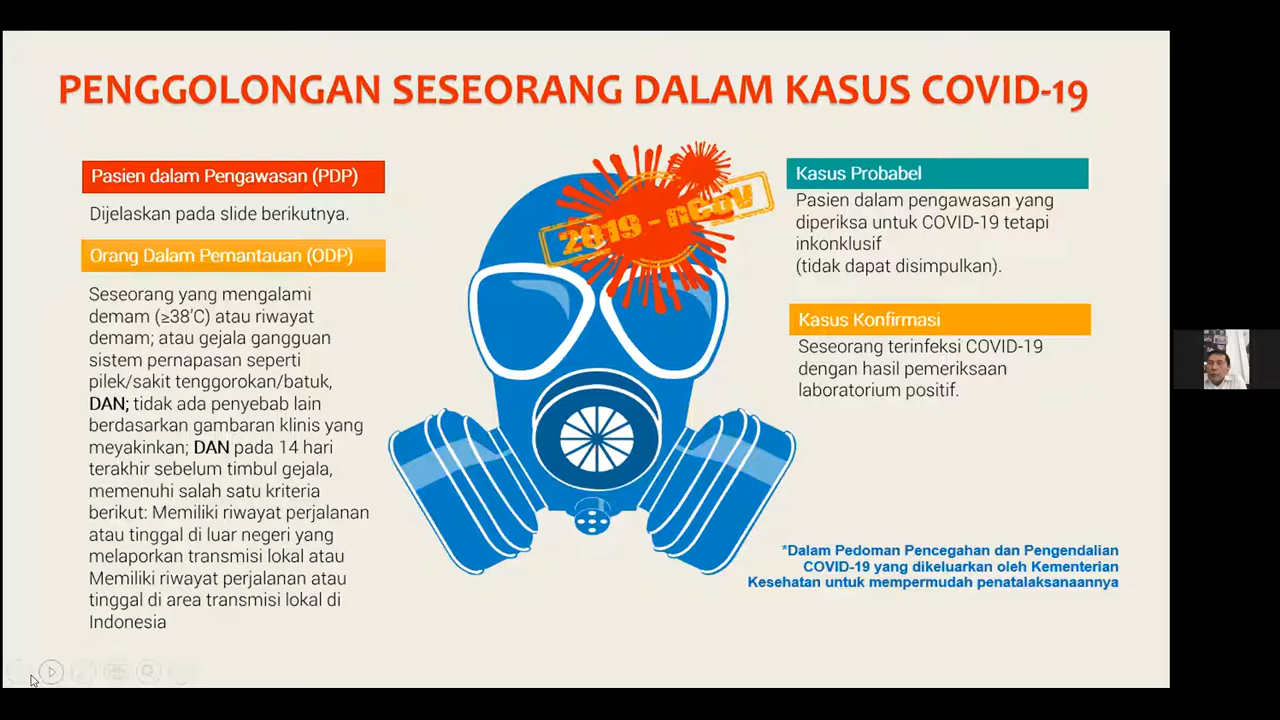 PENGGOLONGAN SESEORANG DALAM KASUS COVID-19
Pasien dalam Pengawasan (PDP)
Dijelaskan pada slide berikutnya.
Orang Dalam Pemantauan (ODP)
Seseorang yang mengalami
demam (≥38'C) atau riwayat
demam; atau gejala gangguan
sistem pernapasan seperti
pilek/sakit tenggorokan/batuk,
DAN; tidak ada penyebab lain
berdasarkan gambaran klinis yang
meyakinkan; DAN pada 14 hari
terakhir sebelum timbul gejala,
memenuhi salah satu kriteria
berikut: Memiliki riwayat perjalanan
atau tinggal di luar negeri yang
melaporkan transmisi lokal atau
Memiliki riwayat perjalanan atau
tinggal di area transmisi lokal di
Indonesia
2019 - nCoV
Kasus Probabel
Pasien dalam pengawasan yang
diperiksa untuk COVID-19 tetapi
inkonklusif
(tidak dapat disimpulkan).
Kasus Konfirmasi
Seseorang terinfeksi COVID-19
dengan hasil pemeriksaan
laboratorium positif.
*Dalam Pedoman Pencegahan dan Pengendalian
COVID-19 yang dikeluarkan oleh Kementerian
Kesehatan untuk mempermudah penatalaksanaannya